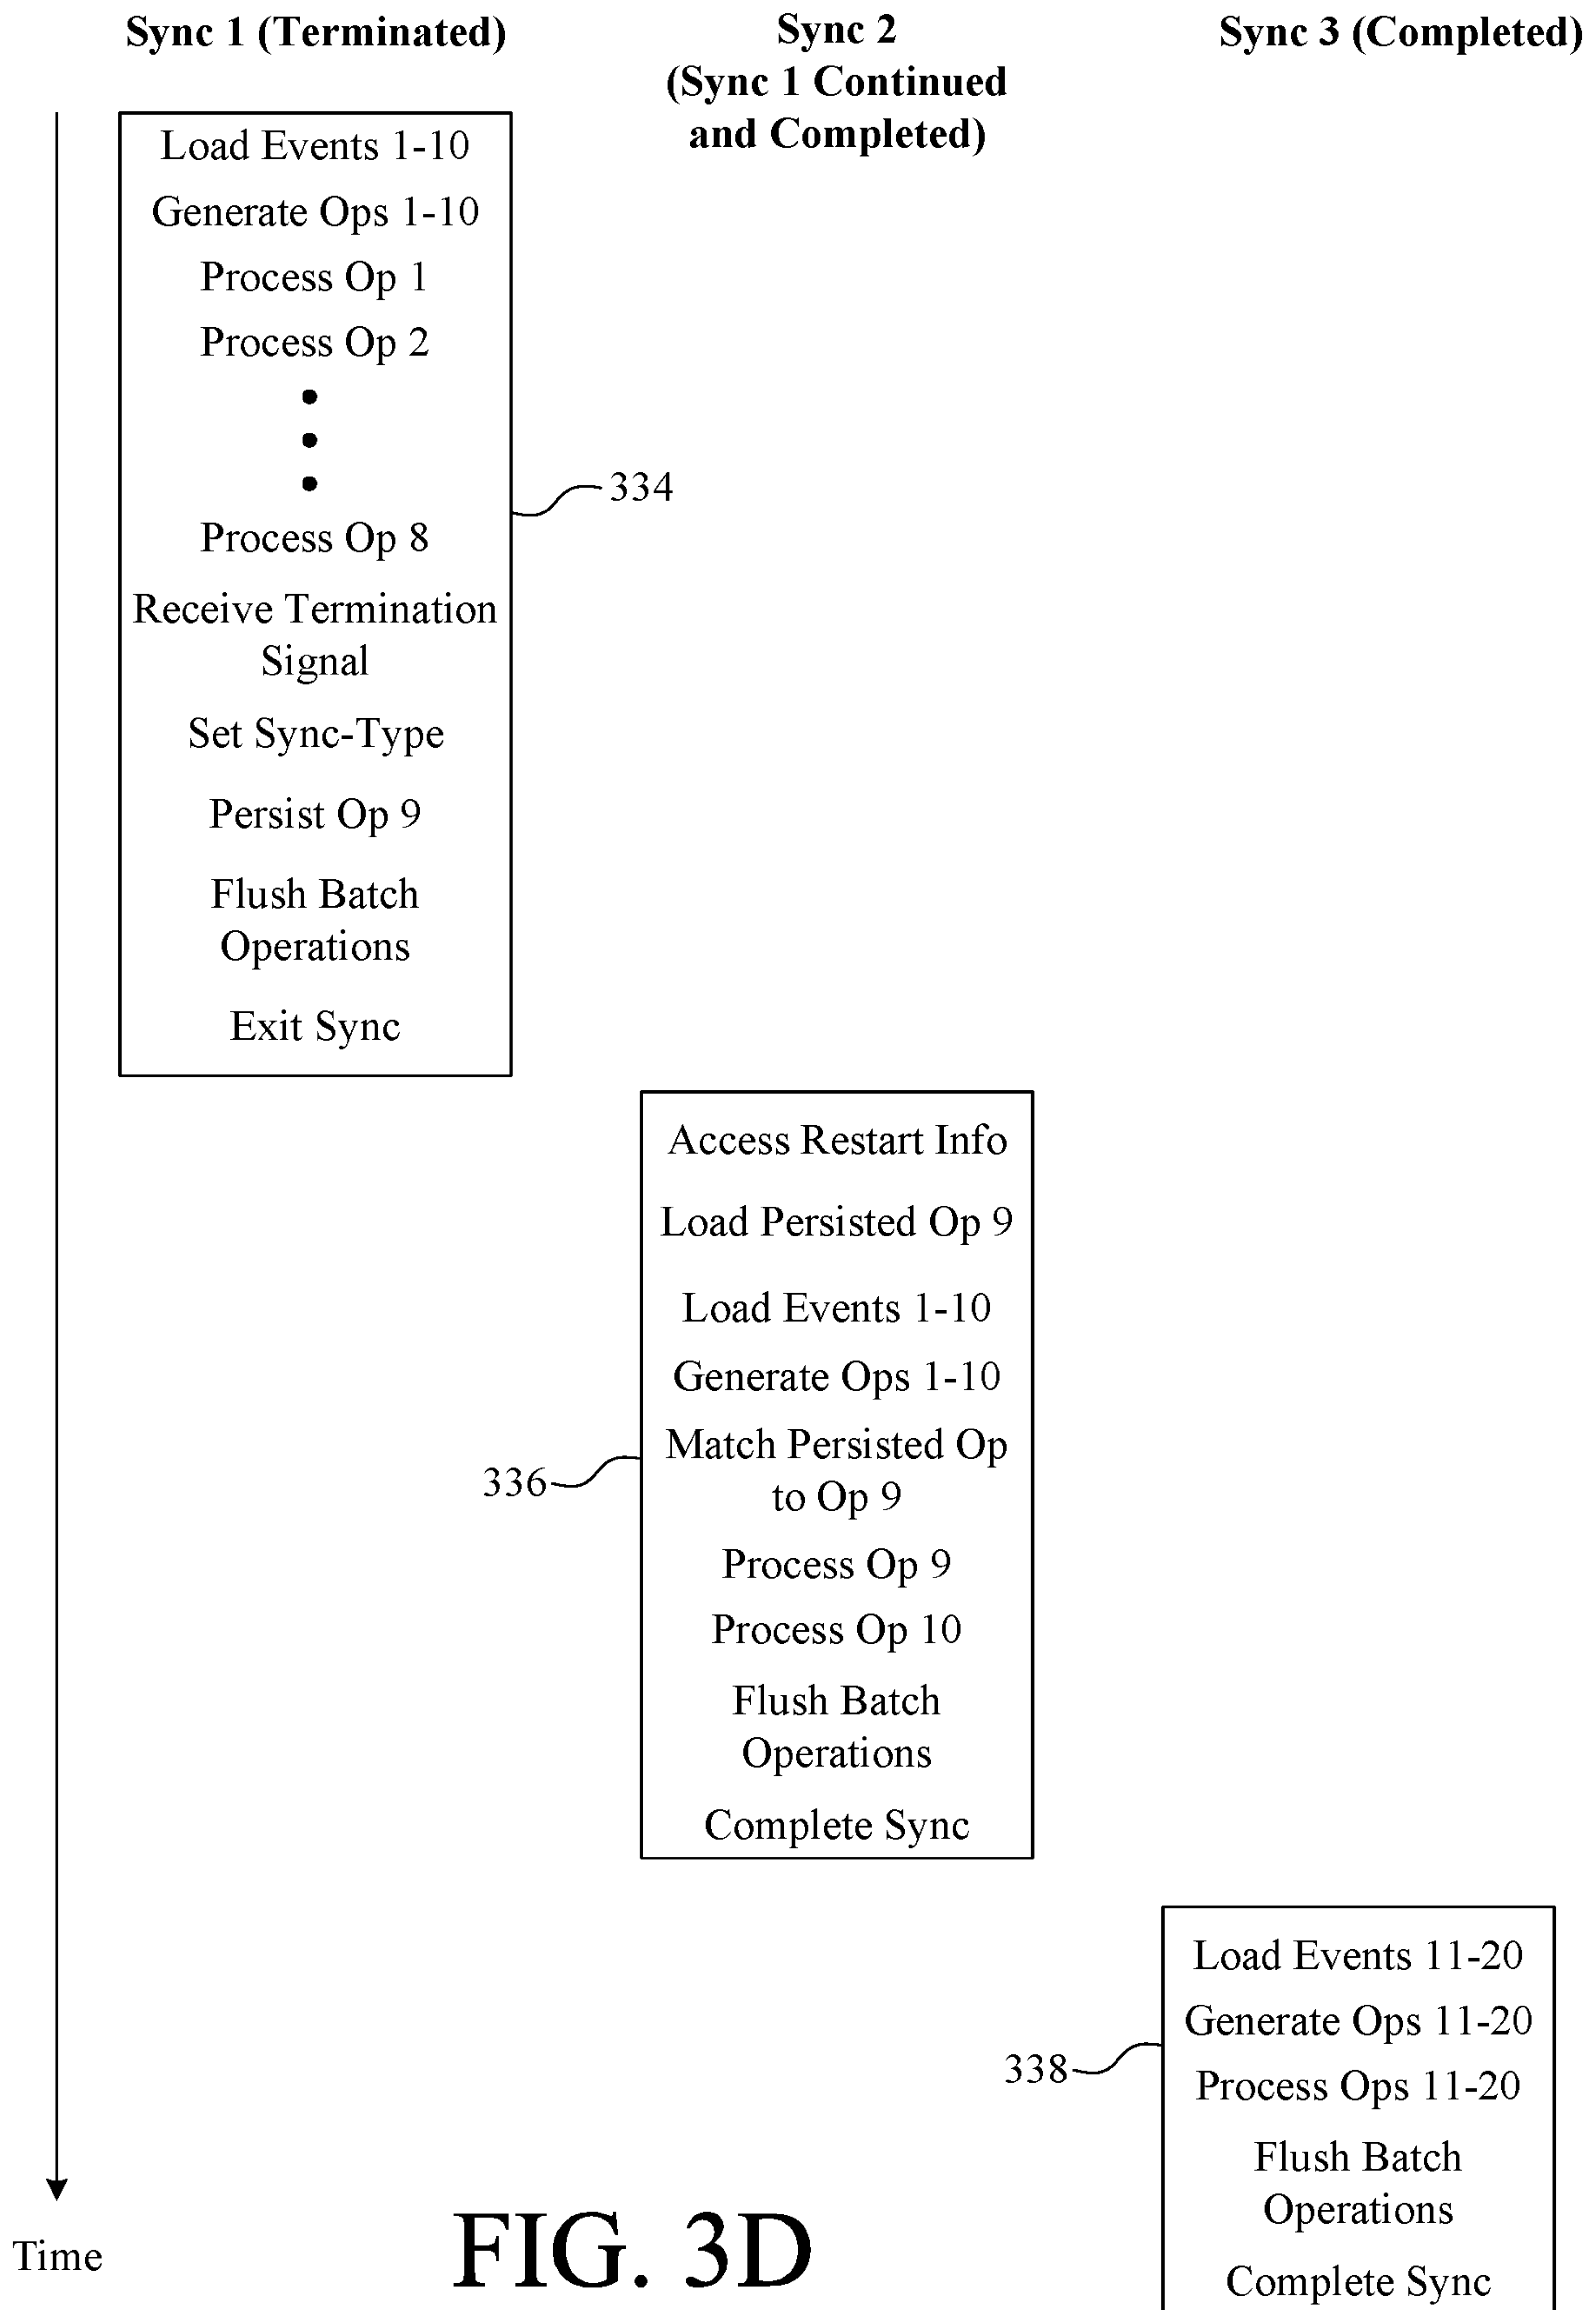 Sync 1 (Terminated)
Sync 2
(Sync 1 Continued
and Completed)
Sync 3 (Completed)
Load Events 1-10
Generate Ops 1-10
Process Op 1
Process Op 2
334
Process Op 8
Receive Termination
Signal
Set Sync-Type
Persist Op 9
Flush Batch
Operations
Exit Sync
Access Restart Info
Load Persisted Op 9
Load Events 1-10
Generate Ops 1-10
Match Persisted Op
to Op 9
336
Process Op 9
Process Op 10
Flush Batch
Operations
Complete Sync
Load Events 11-20
Generate Ops 11-20
338
Process Ops 11-20
Flush Batch
Operations
Complete Sync
Time
FIG. 3D